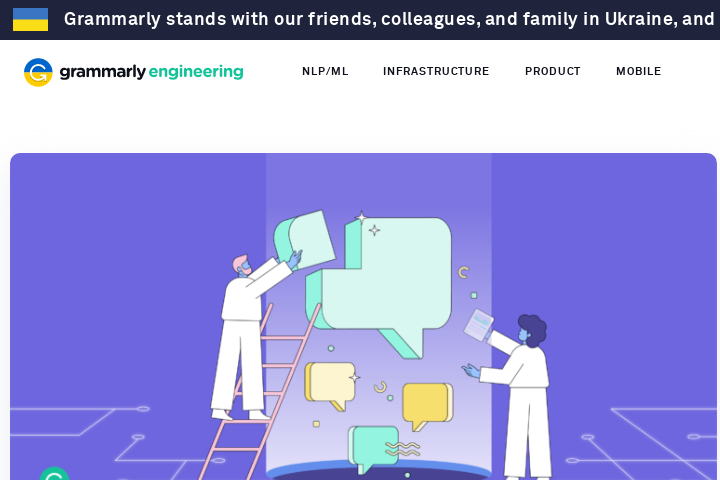 Grammarly stands with our friends, colleagues, and family in Ukraine, and
grammarly engineering
NLP/ML INFRASTRUCTURE PRODUCT MOBILE